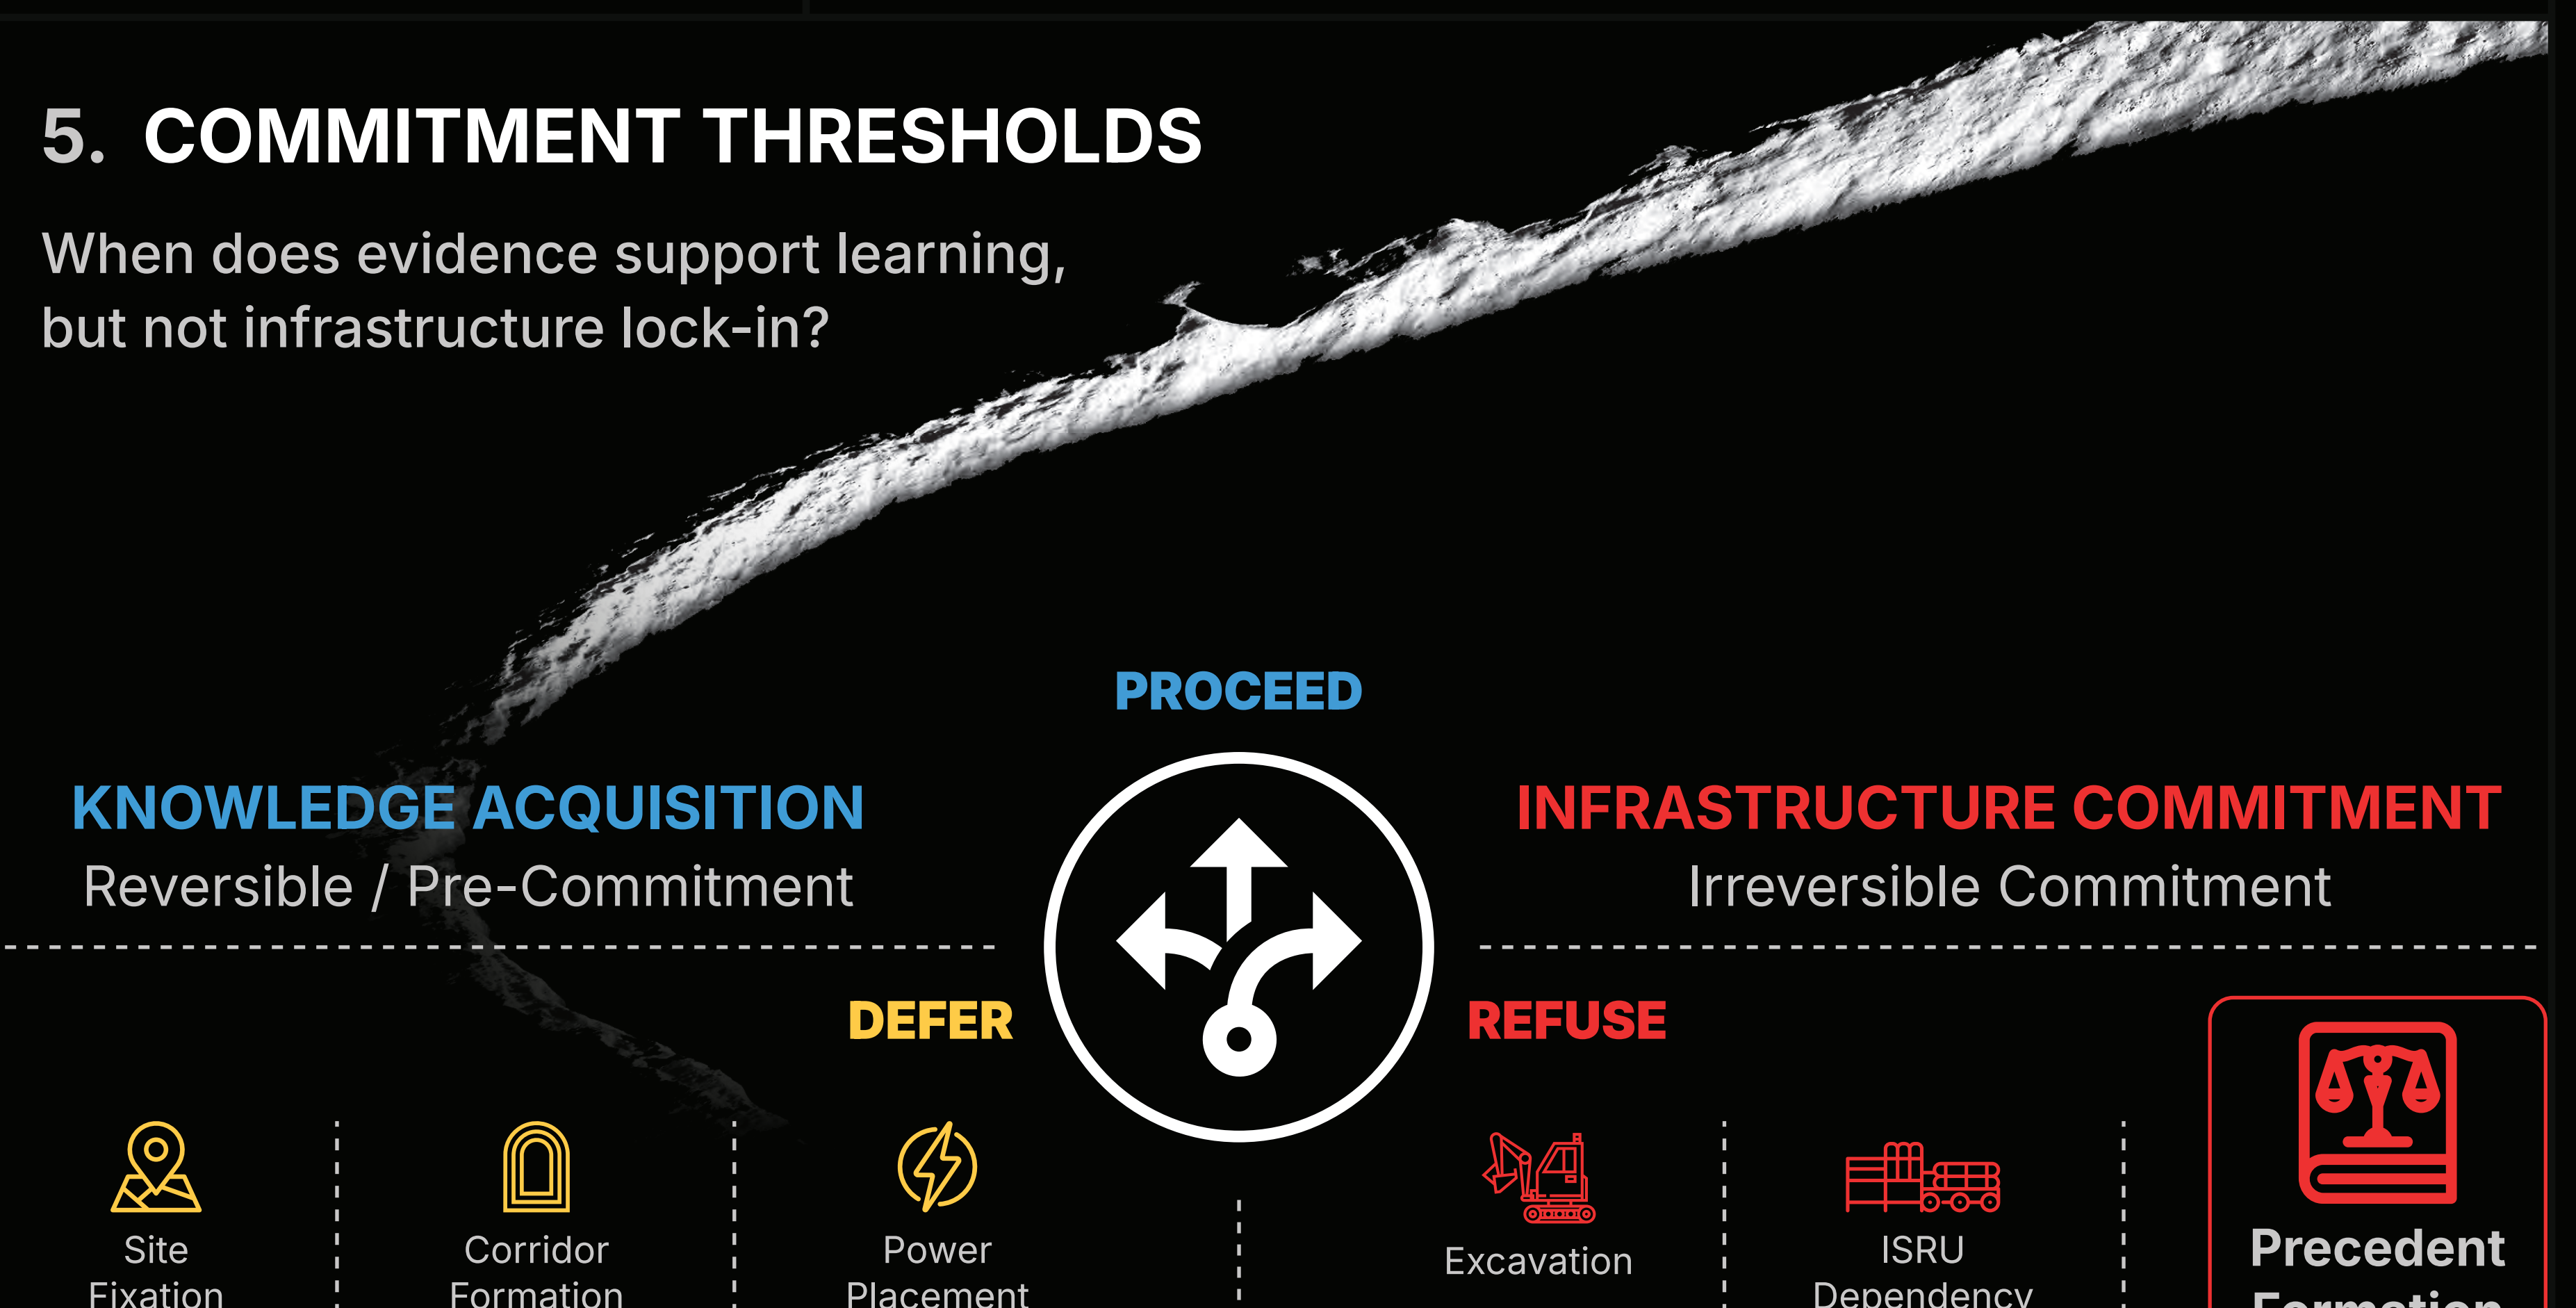 5. COMMITMENT THRESHOLDS
When does evidence support learning,
but not infrastructure lock-in?
PROCEED
KNOWLEDGE ACQUISITION
Reversible / Pre-Commitment
INFRASTRUCTURE COMMITMENT
Irreversible Commitment
DEFER
REFUSE
Site
Fixation
Corridor
Formation
Power
Placement
Excavation
ISRU
Dependency
Precedent
Formation